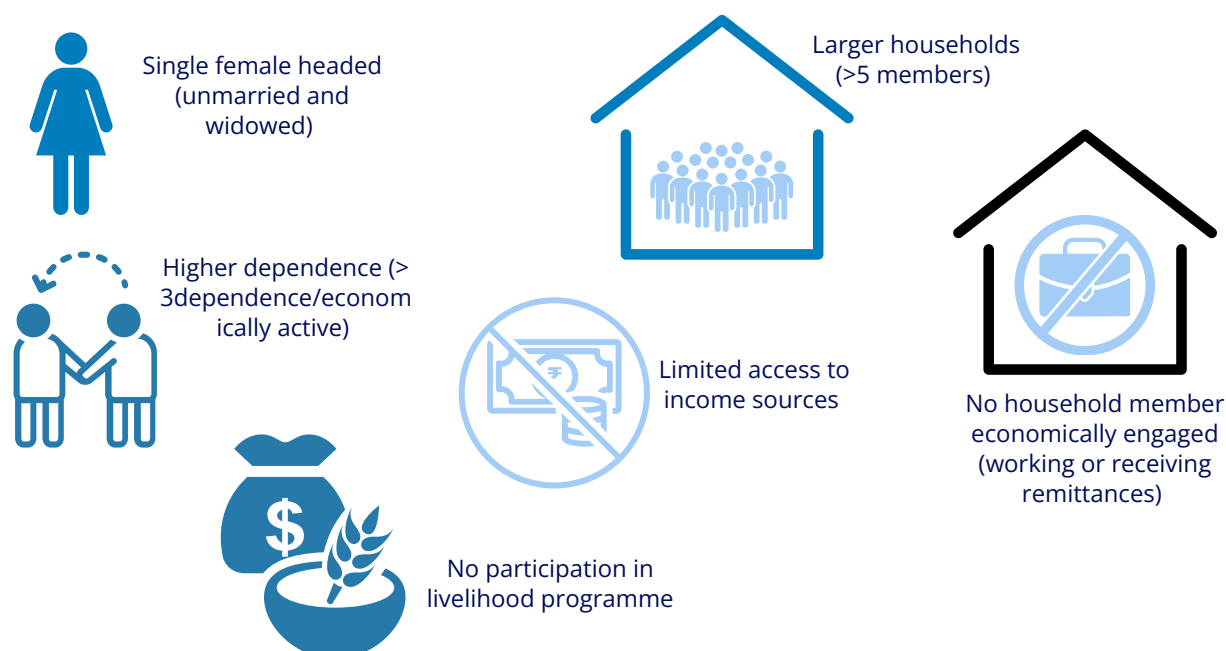 Single female headed
(unmarried and
widowed)
Larger households
(>5 members)
Higher dependence (>
3dependence/econom
ically active)
₹
Limited access to
income sources
No household member
economically engaged
(working or receiving
remittances)
$
No participation in
livelihood programme